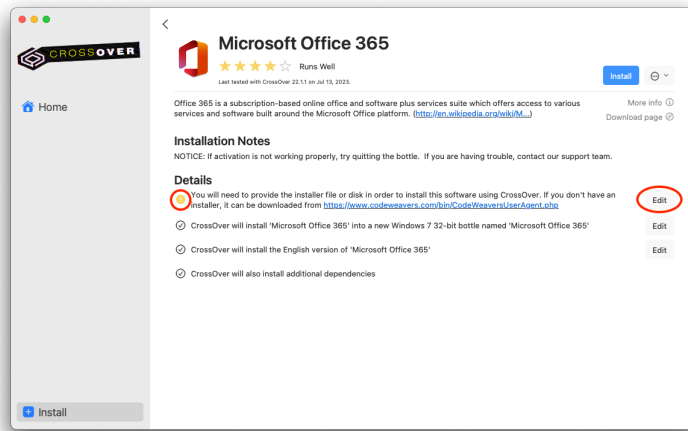 CROSSOVER
Home
Install
Microsoft Office 365
Runs Well
Last tested with CrossOver 22.1.1 on Jul 13, 2023.
Install
Office 365 is a subscription-based online office and software plus services suite which offers access to various
services and software built around the Microsoft Office platform. (http://en.wikipedia.org/wiki/M...)
More info
Download page
Installation Notes
NOTICE: If activation is not working properly, try quitting the bottle. If you are having trouble, contact our support team.
Details
You will need to provide the installer file or disk in order to install this software using CrossOver. If you don't have an
installer, it can be downloaded from https://www.codeweavers.com/bin/CodeWeaversUserAgent.php
Edit
CrossOver will install 'Microsoft Office 365' into a new Windows 7 32-bit bottle named 'Microsoft Office 365'
Edit
CrossOver will install the English version of 'Microsoft Office 365'
Edit
CrossOver will also install additional dependencies